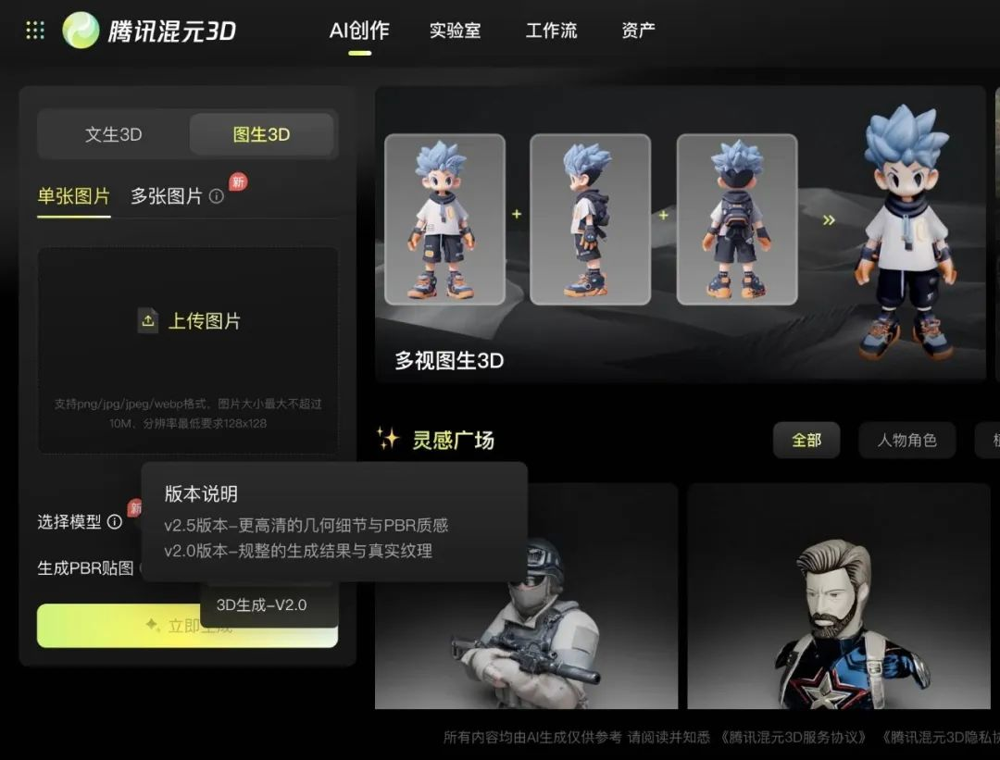 腾讯混元3D
AI创作
实验室
工作流
资产
文生3D
图生3D
单张图片
多张图片
新
上传图片
支持png/jpg/jpeg/webp格式，图片大小最大不超过
10M，分辨率最低要求128x128
选择模型
新
版本说明
v2.5版本–更高清的几何细节与PBR质感
v2.0版本–规整的生成结果与真实纹理
生成PBR贴图
3D生成–V2.0
立即生成
多视图生3D
灵感广场
全部
人物角色
所有内容均由AI生成仅供参考 请阅读并知悉 《腾讯混元3D服务协议》 《腾讯混元3D隐私协